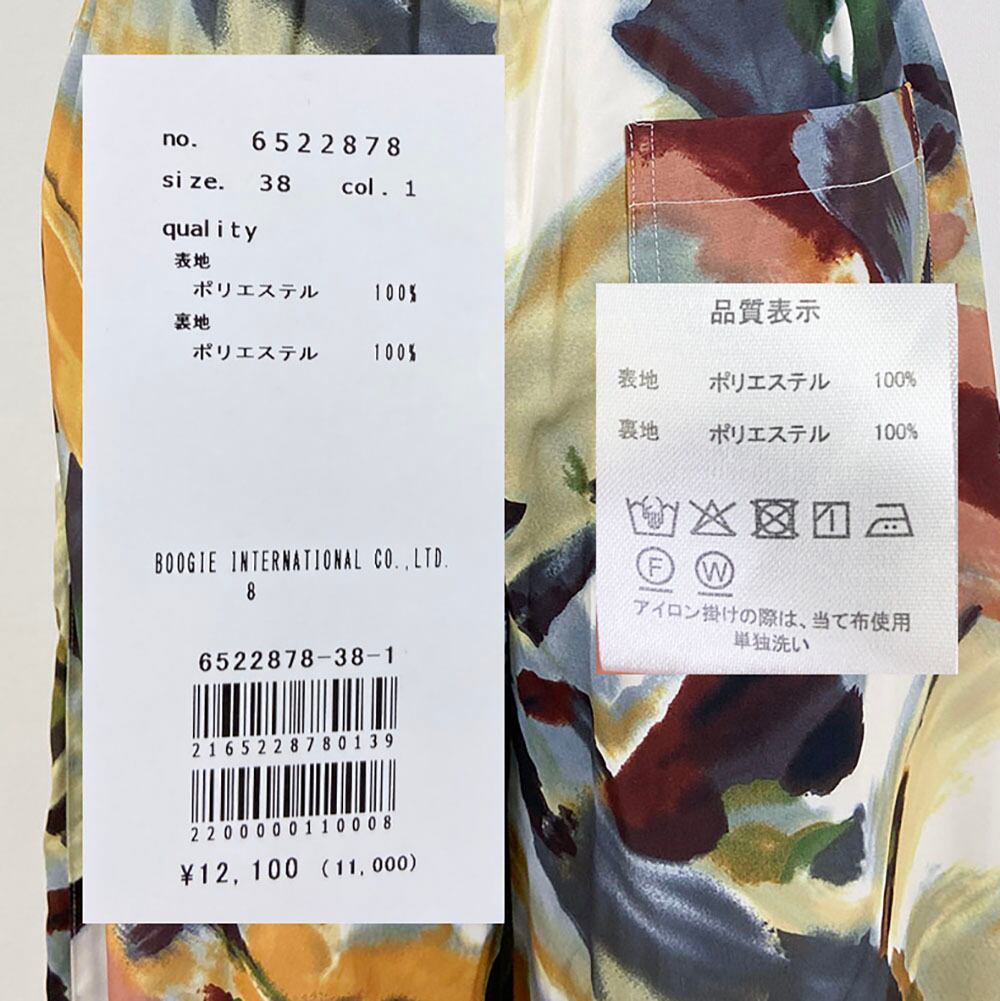 no. 6522878
size. 38 col. 1
quality
表地
ポリエステル 100%
裏地
ポリエステル 100%
BOOGIE INTERNATIONAL CO.,LTD.
8
6522878-38-1
2165228780139
2200000110008
¥12,100 (11,000)
品質表示
表地 ポリエステル 100%
裏地 ポリエステル 100%
F W
アイロン掛けの際は、当て布使用
単独洗い